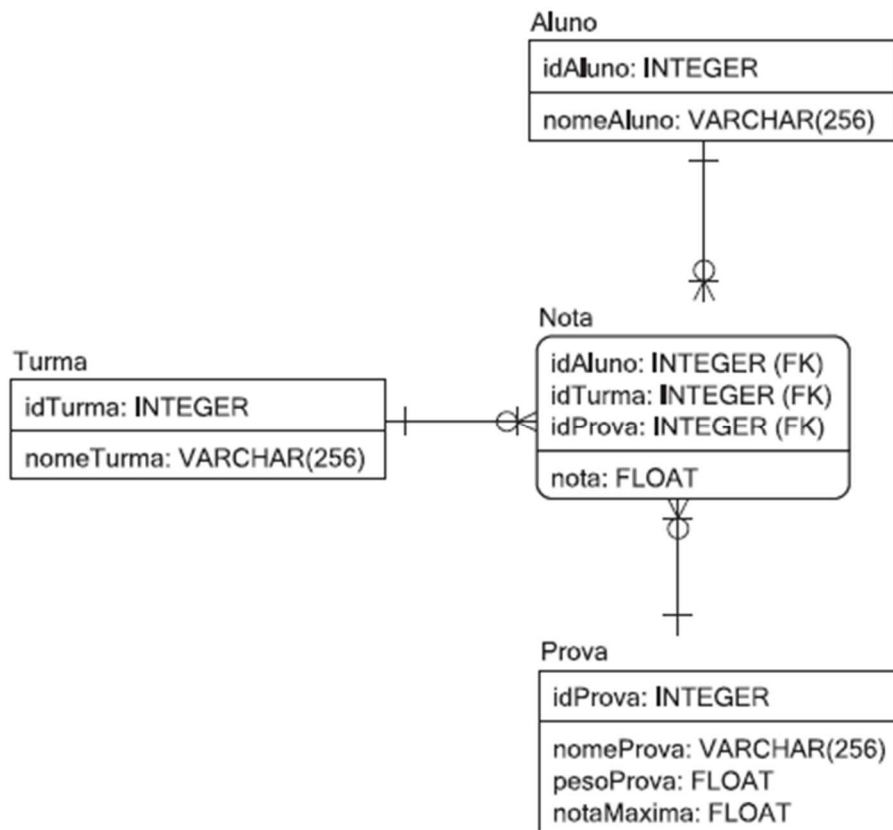 Aluno
idAluno: INTEGER
nomeAluno: VARCHAR(256)
Nota
idAluno: INTEGER (FK)
idTurma: INTEGER (FK)
idProva: INTEGER (FK)
nota: FLOAT
Turma
idTurma: INTEGER
nomeTurma: VARCHAR(256)
Prova
idProva: INTEGER
nomeProva: VARCHAR(256)
pesoProva: FLOAT
notaMaxima: FLOAT